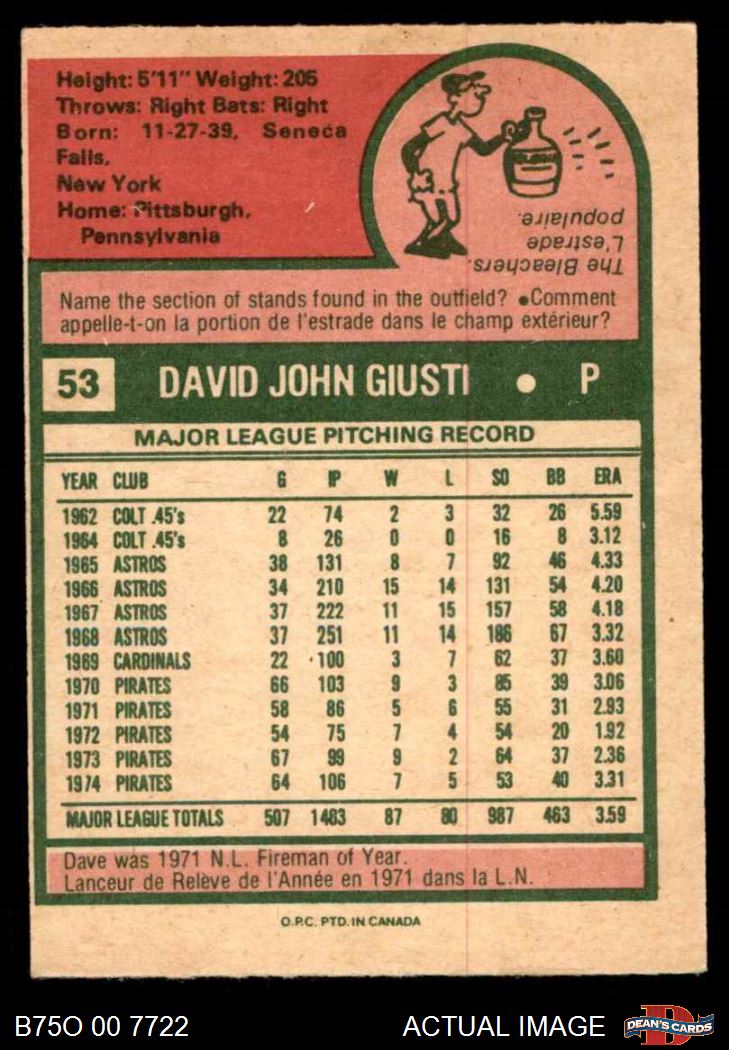 Height: 5'11" Weight: 205
Throws: Right Bats: Right
Born: 11-27-39, Seneca
Falls,
New York
Home: Pittsburgh,
Pennsylvania
The Bleachers.
L'estrade
populaire.
Name the section of stands found in the outfield? •Comment
appelle-t-on la portion de l'estrade dans le champ extérieur?
53 DAVID JOHN GIUSTI • P
MAJOR LEAGUE PITCHING RECORD
YEAR CLUB G IP W L SO BB ERA
1962 COLT .45's 22 74 2 3 32 26 5.59
1964 COLT .45's 8 26 0 0 16 8 3.12
1965 ASTROS 38 131 8 7 92 46 4.33
1966 ASTROS 34 210 15 14 131 54 4.20
1967 ASTROS 37 222 11 15 157 58 4.18
1968 ASTROS 37 251 11 14 186 67 3.32
1969 CARDINALS 22 100 3 7 62 37 3.60
1970 PIRATES 66 103 9 3 85 39 3.06
1971 PIRATES 58 86 5 6 55 31 2.93
1972 PIRATES 54 75 7 4 54 20 1.92
1973 PIRATES 67 99 9 2 64 37 2.36
1974 PIRATES 64 106 7 5 53 40 3.31
MAJOR LEAGUE TOTALS 507 1483 87 80 987 463 3.59
Dave was 1971 N.L. Fireman of Year.
Lanceur de Relève de l'Année en 1971 dans la L.N.
O.P.C. PTD. IN CANADA
B75O 00 7722 ACTUAL IMAGE DEAN'S CARDS